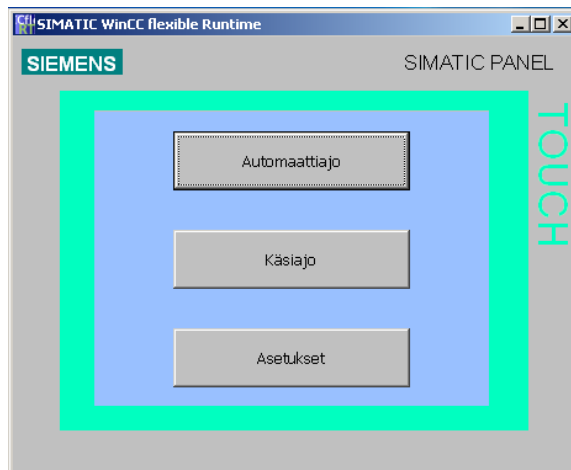 SIMATIC WinCC flexible Runtime
SIEMENS
SIMATIC PANEL
TOUCH
Automaattiajo
Käsiajo
Asetukset